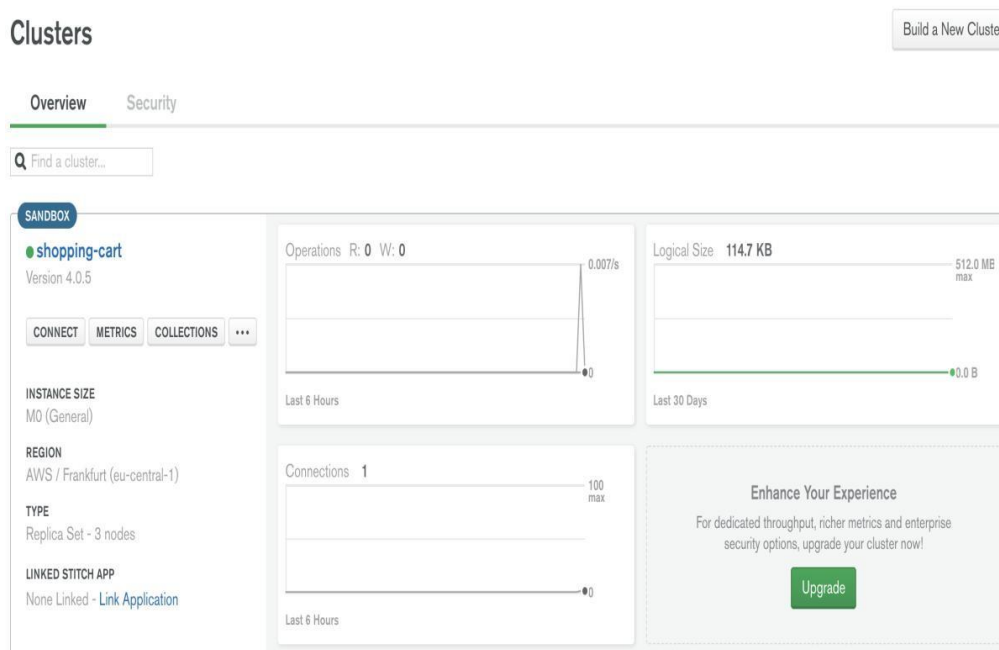 Clusters
Build a New Cluste
Overview
Security
Find a cluster...
SANDBOX
shopping-cart
Version 4.0.5
CONNECT
METRICS
COLLECTIONS
...
INSTANCE SIZE
M0 (General)
REGION
AWS / Frankfurt (eu-central-1)
TYPE
Replica Set - 3 nodes
LINKED STITCH APP
None Linked - Link Application
Operations R: 0 W: 0
0.007/s
0
Last 6 Hours
Logical Size 114.7 KB
512.0 MB
max
0.0 B
Last 30 Days
Connections 1
100
max
0
Last 6 Hours
Enhance Your Experience
For dedicated throughput, richer metrics and enterprise
security options, upgrade your cluster now!
Upgrade